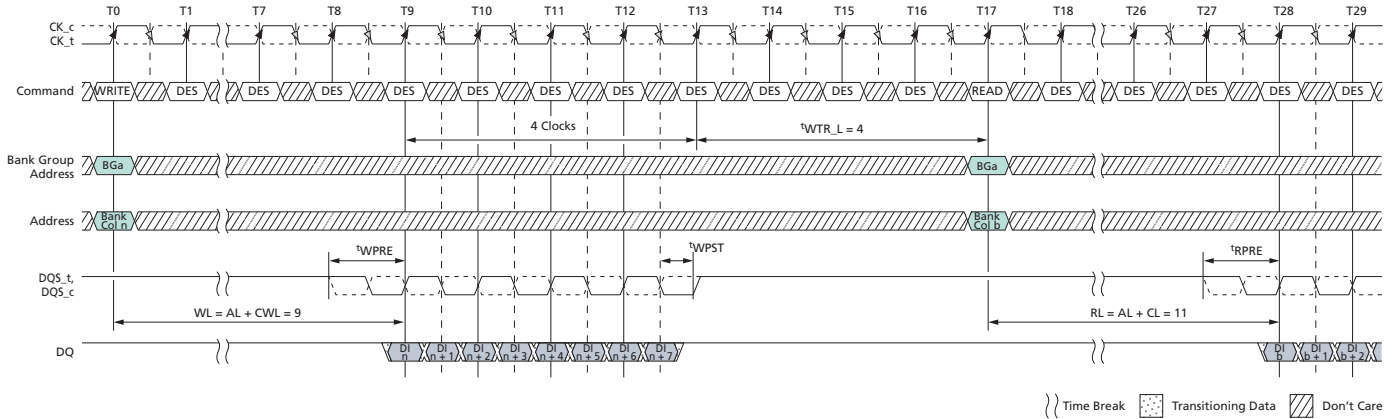 T0 T1 T7 T8 T9 T10 T11 T12 T13 T14 T15 T16 T17 T18 T26 T27 T28 T29
CK_c
CK_t
Command WRITE DES DES DES DES DES DES DES DES DES DES DES READ DES DES DES DES DES
4 Clocks tWTR_L = 4
Bank Group
Address BGa BGa
Address Bank
Col n Bank
Col b
tWPRE tWPST tRPRE
DQS_t,
DQS_c
WL = AL + CWL = 9 RL = AL + CL = 11
DQ DI
n DI
n + 1 DI
n + 2 DI
n + 3 DI
n + 4 DI
n + 5 DI
n + 6 DI
n + 7 DI
b DI
b + 1 DI
b + 2
Time Break Transitioning Data Don't Care